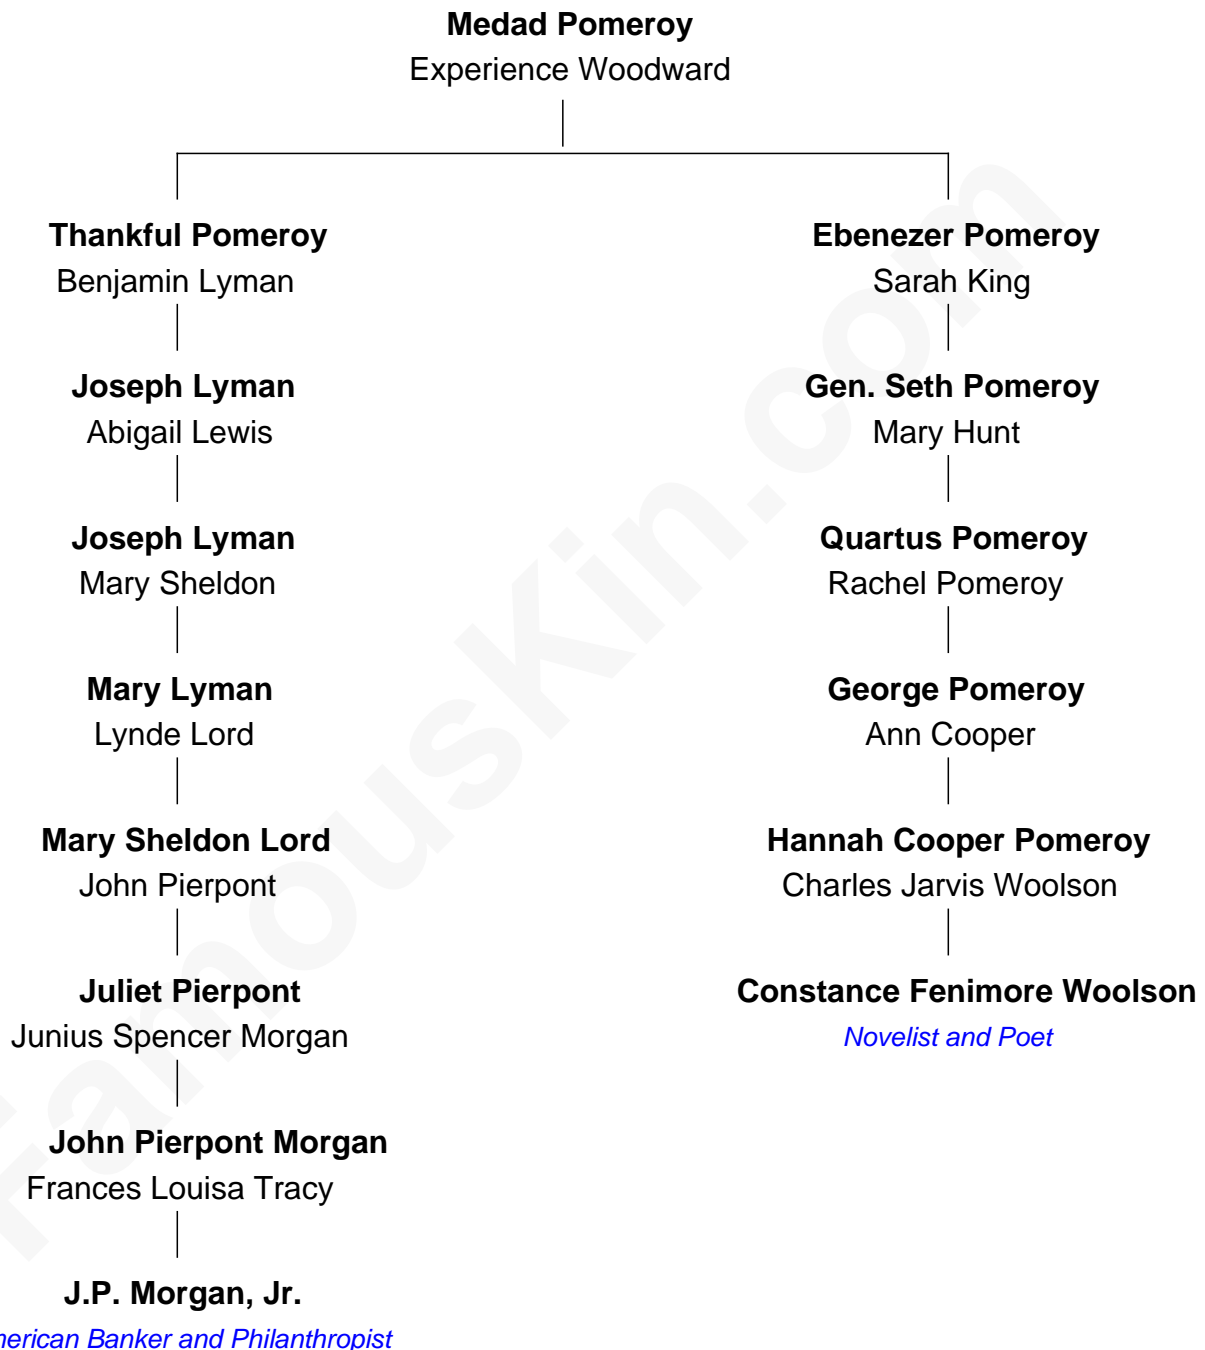 Medad Pomeroy
Experience Woodward
Thankful Pomeroy
Benjamin Lyman
Ebenezer Pomeroy
Sarah King
Joseph Lyman
Abigail Lewis
Gen. Seth Pomeroy
Mary Hunt
Joseph Lyman
Mary Sheldon
Quartus Pomeroy
Rachel Pomeroy
Mary Lyman
Lynde Lord
George Pomeroy
Ann Cooper
Mary Sheldon Lord
John Pierpont
Hannah Cooper Pomeroy
Charles Jarvis Woolson
Juliet Pierpont
Junius Spencer Morgan
Constance Fenimore Woolson
Novelist and Poet
John Pierpont Morgan
Frances Louisa Tracy
J.P. Morgan, Jr.
merican Banker and Philanthropist
FamousKin.com